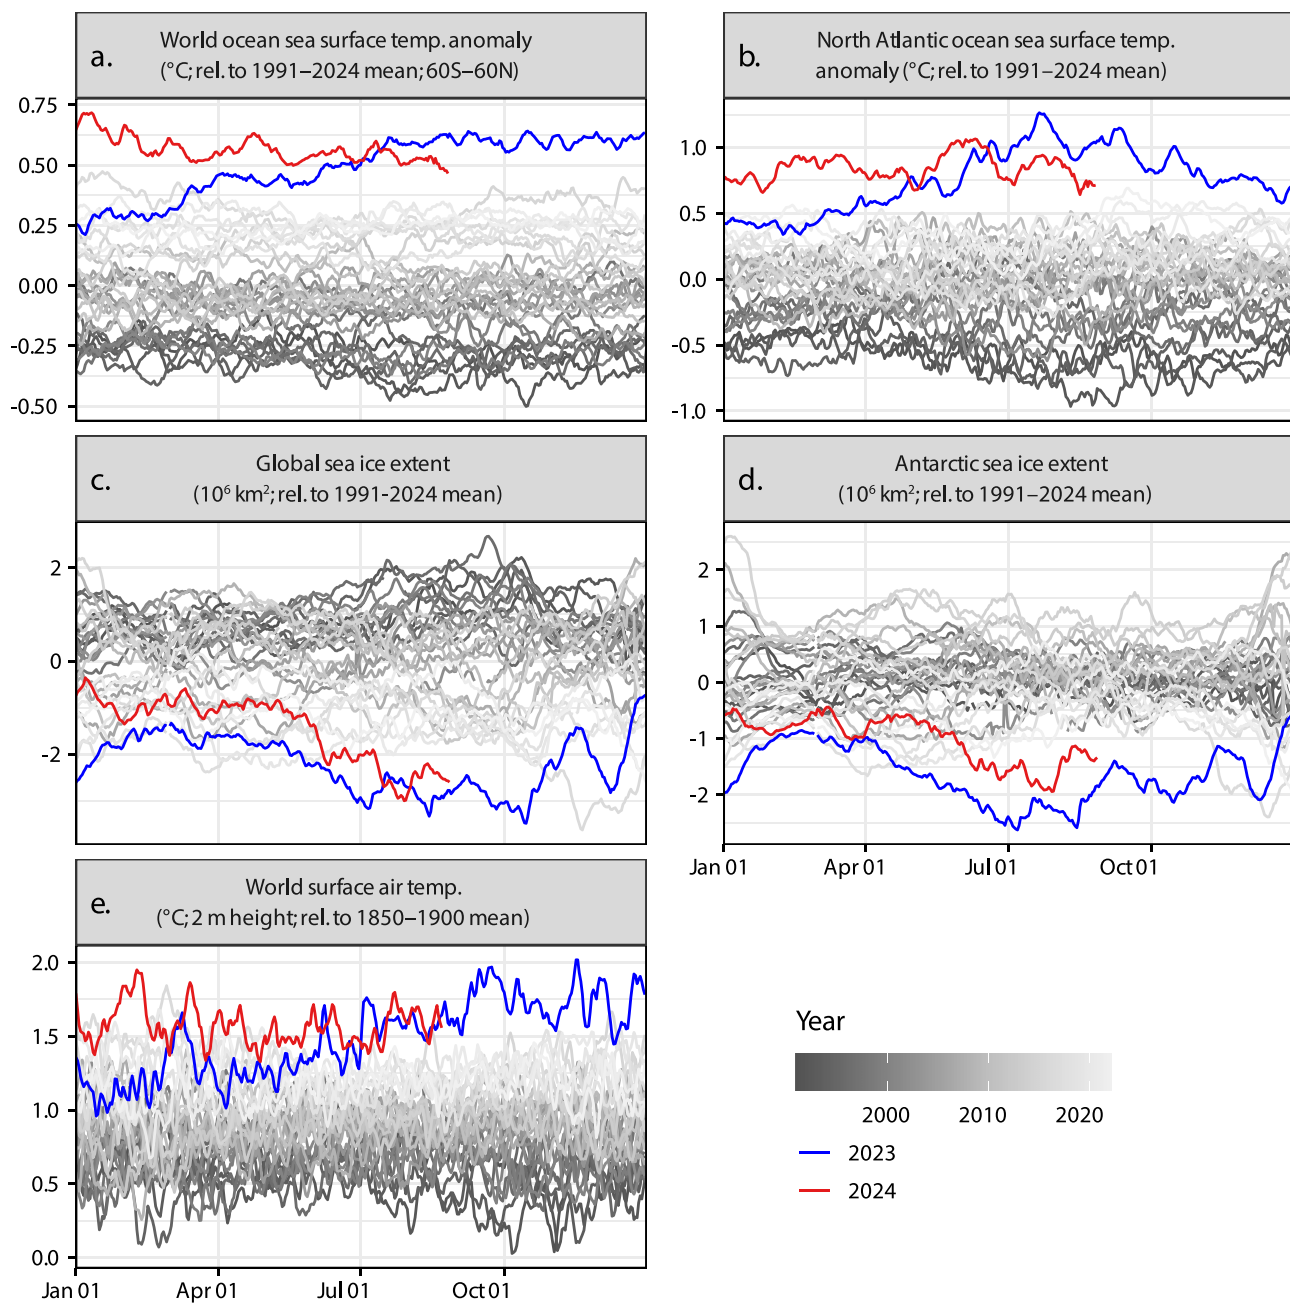 a.
World ocean sea surface temp. anomaly
(°C; rel. to 1991–2024 mean; 60S–60N)
0.75
0.50
0.25
0.00
-0.25
-0.50
b.
North Atlantic ocean sea surface temp.
anomaly (°C; rel. to 1991–2024 mean)
1.0
0.5
0.0
-0.5
-1.0
c.
Global sea ice extent
(10⁶ km²; rel. to 1991-2024 mean)
2
0
-2
d.
Antarctic sea ice extent
(10⁶ km²; rel. to 1991–2024 mean)
2
1
0
-1
-2
Jan 01 Apr 01 Jul 01 Oct 01
e.
World surface air temp.
(°C; 2 m height; rel. to 1850–1900 mean)
2.0
1.5
1.0
0.5
0.0
Jan 01 Apr 01 Jul 01 Oct 01
Year
2000 2010 2020
2023
2024